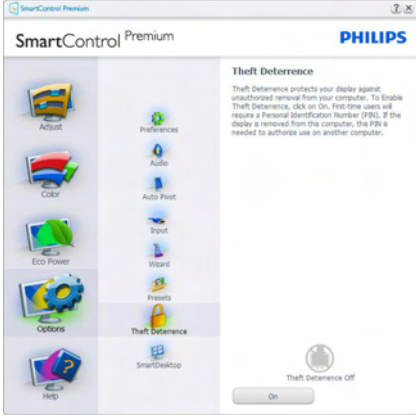 SmartControl Premium
SmartControl Premium
PHILIPS
Adjust
Color
Eco Power
Options
Help
Preferences
Audio
Auto Pivot
Input
Wizard
Presets
Theft Deterrence
SmartDesktop
Theft Deterrence
Theft Deterrence protects your display against
unauthorized removal from your computer. To Enable
Theft Deterrence, click on On. First-time users will
require a Personal Identification Number (PIN). If the
display is removed from this computer, this PIN is
needed to authorize use on another computer.
Theft Deterrence Off
On